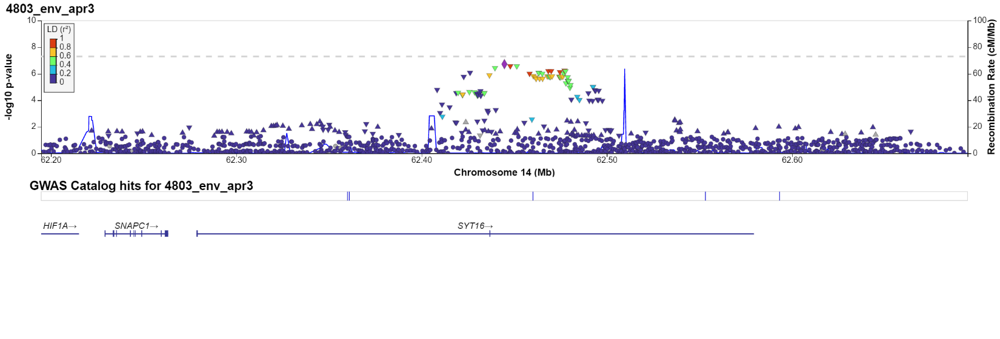 4803_env_apr3
10
8
6
4
2
0
-log10 p-value
LD (r²)
1
0.8
0.6
0.4
0.2
0
100
80
60
40
20
0
Recombination Rate (cM/Mb)
62.20 62.30 62.40 62.50 62.60
Chromosome 14 (Mb)
GWAS Catalog hits for 4803_env_apr3
HIF1A→ SNAPC1→ SYT16→